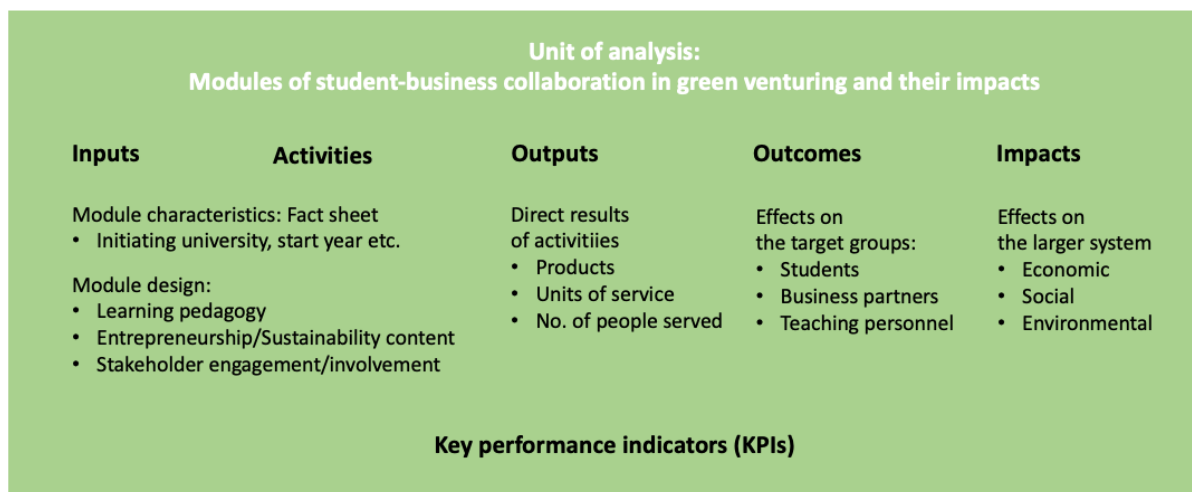 Unit of analysis:
Modules of student-business collaboration in green venturing and their impacts
Inputs
Activities
Module characteristics: Fact sheet
• Initiating university, start year etc.
Module design:
• Learning pedagogy
• Entrepreneurship/Sustainability content
• Stakeholder engagement/involvement
Outputs
Direct results
of activitiies
• Products
• Units of service
• No. of people served
Outcomes
Effects on
the target groups:
• Students
• Business partners
• Teaching personnel
Impacts
Effects on
the larger system
• Economic
• Social
• Environmental
Key performance indicators (KPIs)